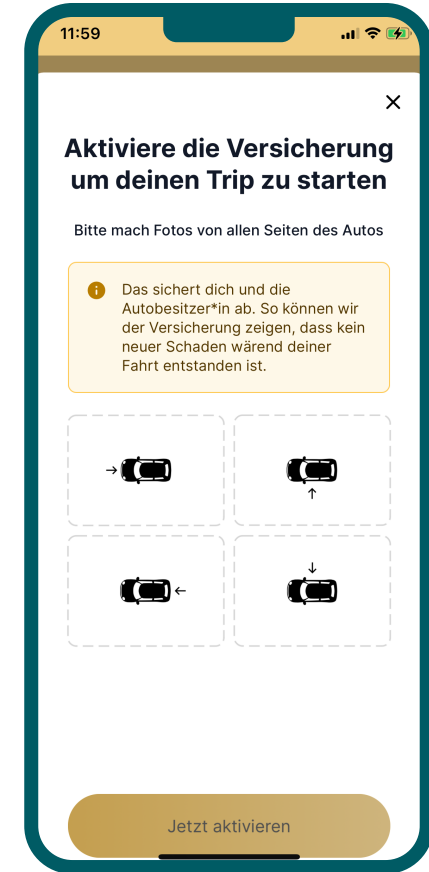 11:59
Aktiviere die Versicherung
um deinen Trip zu starten
Bitte mach Fotos von allen Seiten des Autos
Das sichert dich und die
Autobesitzer*in ab. So können wir
der Versicherung zeigen, dass kein
neuer Schaden wärend deiner
Fahrt entstanden ist.
Jetzt aktivieren